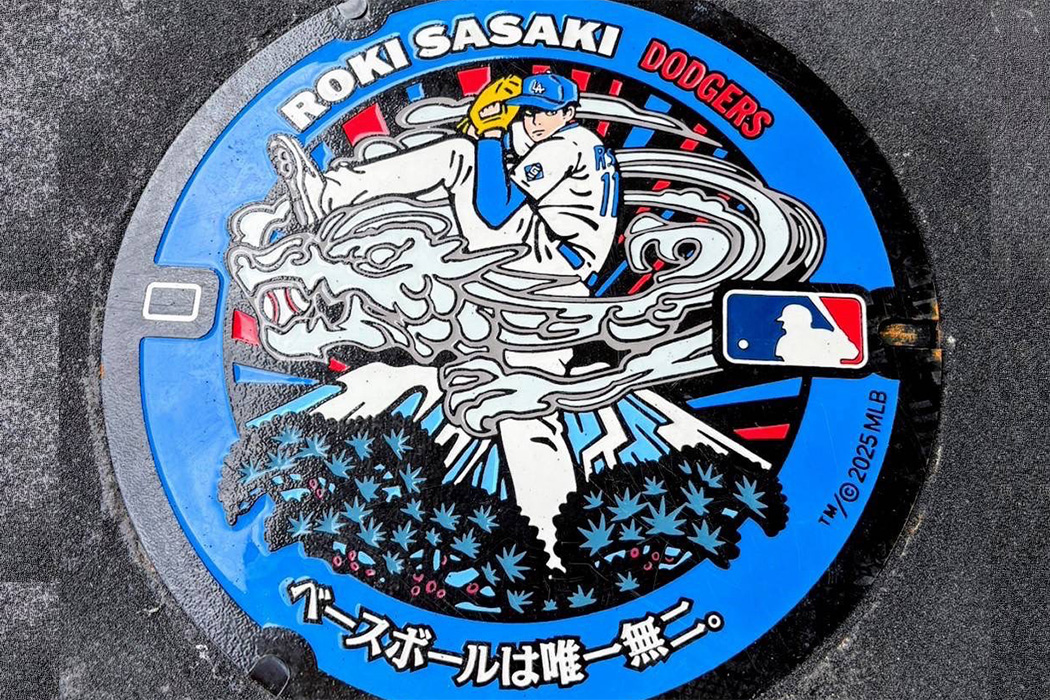 ROKI SASAKI
DODGERS
LA
RS
11
TM/© 2025 MLB
ベースボールは唯一無二。